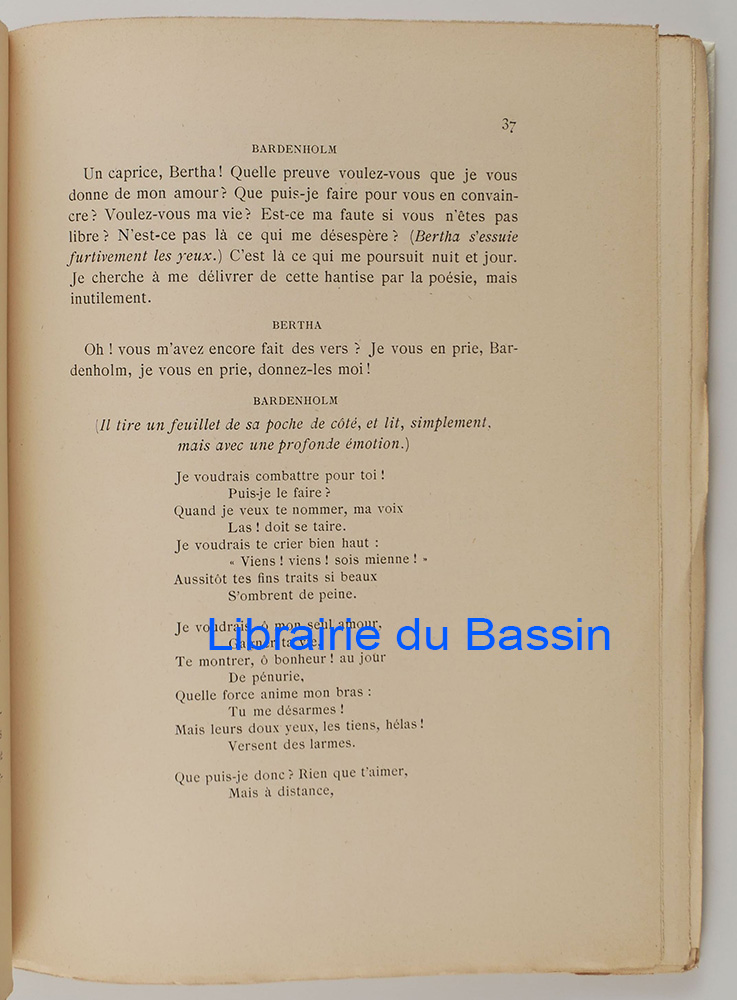 37
BARDENHOLM
Un caprice, Bertha! Quelle preuve voulez-vous que je vous
donne de mon amour? Que puis-je faire pour vous en convain-
cre? Voulez-vous ma vie? Est-ce ma faute si vous n'êtes pas
libre? N'est-ce pas là ce qui me désespère? (Bertha s'essuie
furtivement les yeux.) C'est là ce qui me poursuit nuit et jour.
Je cherche à me délivrer de cette hantise par la poésie, mais
inutilement.
BERTHA
Oh ! vous m'avez encore fait des vers ? Je vous en prie, Bar-
denholm, je vous en prie, donnez-les moi !
BARDENHOLM
(Il tire un feuillet de sa poche de côté, et lit, simplement,
mais avec une profonde émotion.)
Je voudrais combattre pour toi !
Puis-je le faire ?
Quand je veux te nommer, ma voix
Las ! doit se taire.
Je voudrais te crier bien haut :
« Viens ! viens ! sois mienne ! »
Aussitôt tes fins traits si beaux
S'ombrent de peine.
Je voudrais, ô mon seul amour,
Librairie du Bassin
Gagner ta vie,
Te montrer, ô bonheur ! au jour
De pénurie,
Quelle force anime mon bras :
Tu me désarmes !
Mais leurs doux yeux, les tiens, hélas !
Versent des larmes.
Que puis-je donc ? Rien que t'aimer,
Mais à distance,